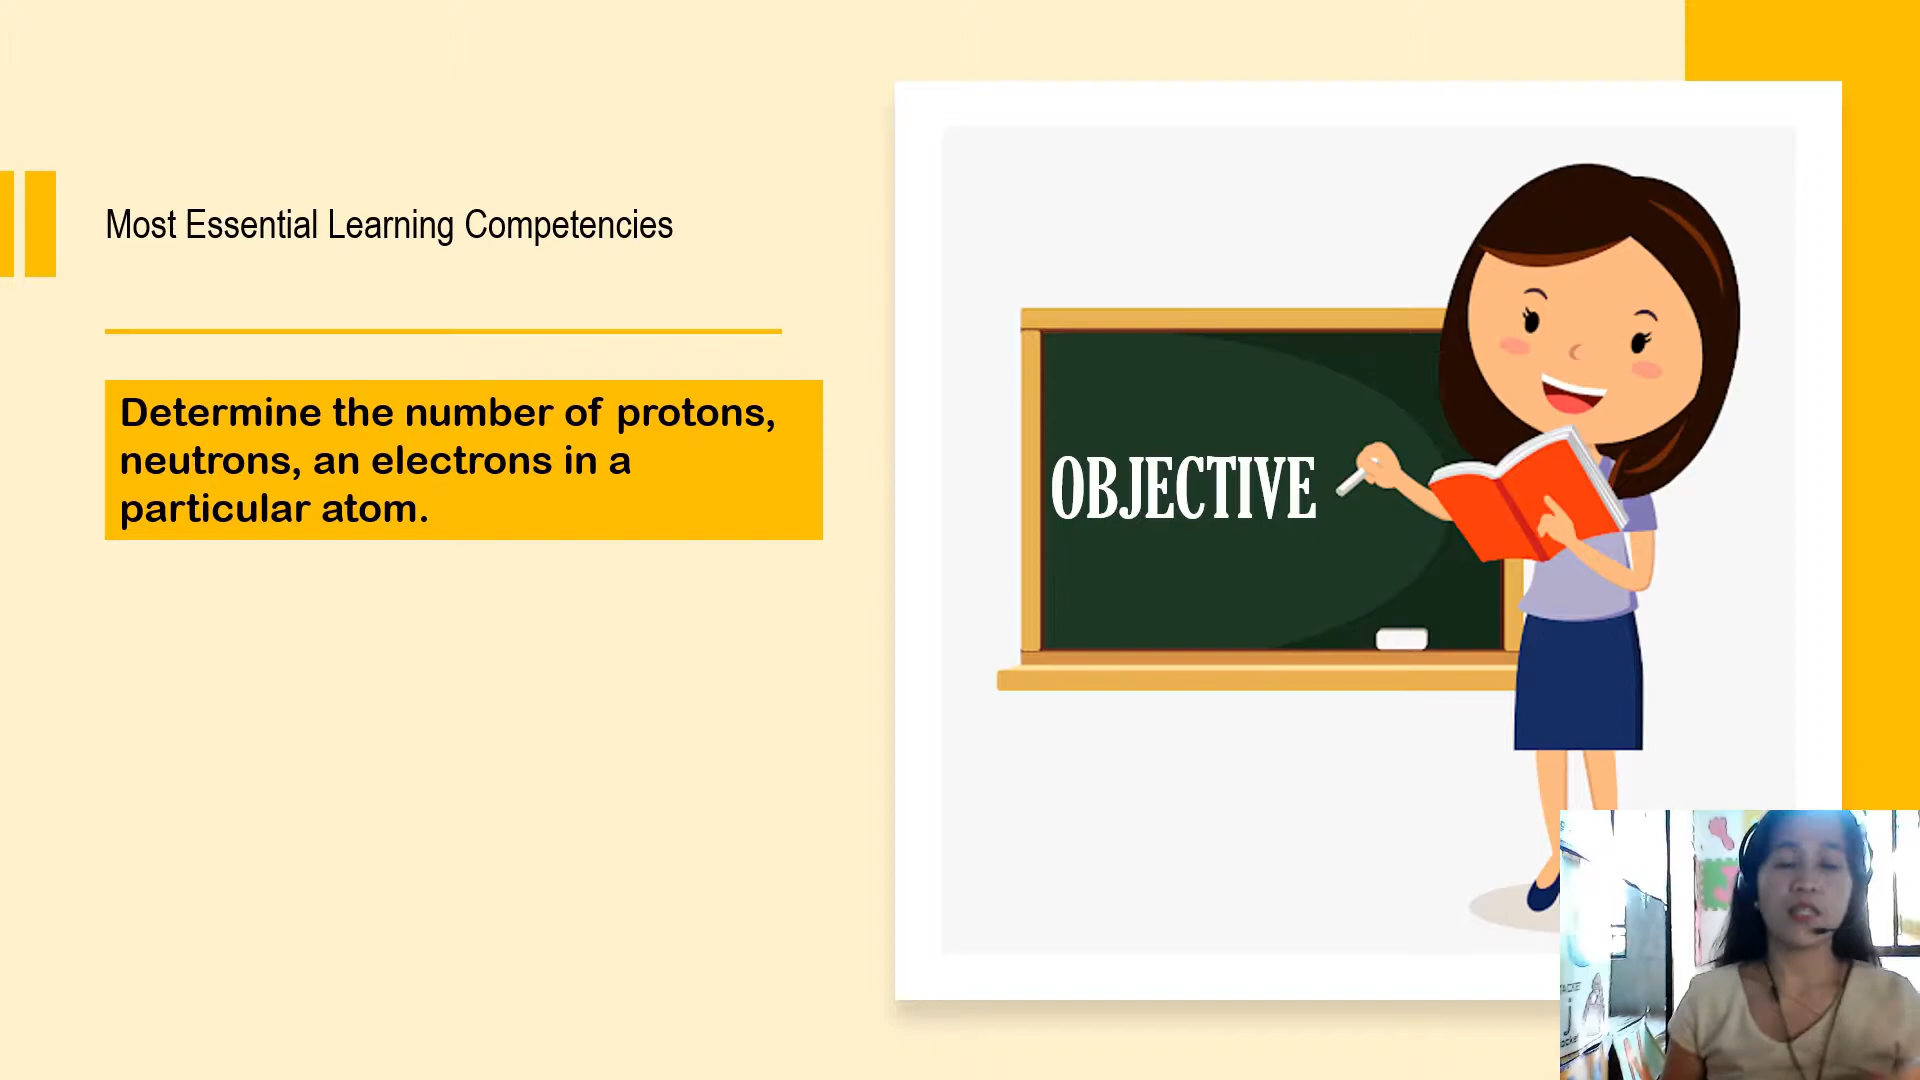 Most Essential Learning Competencies
Determine the number of protons,
neutrons, an electrons in a
particular atom.
OBJECTIVE